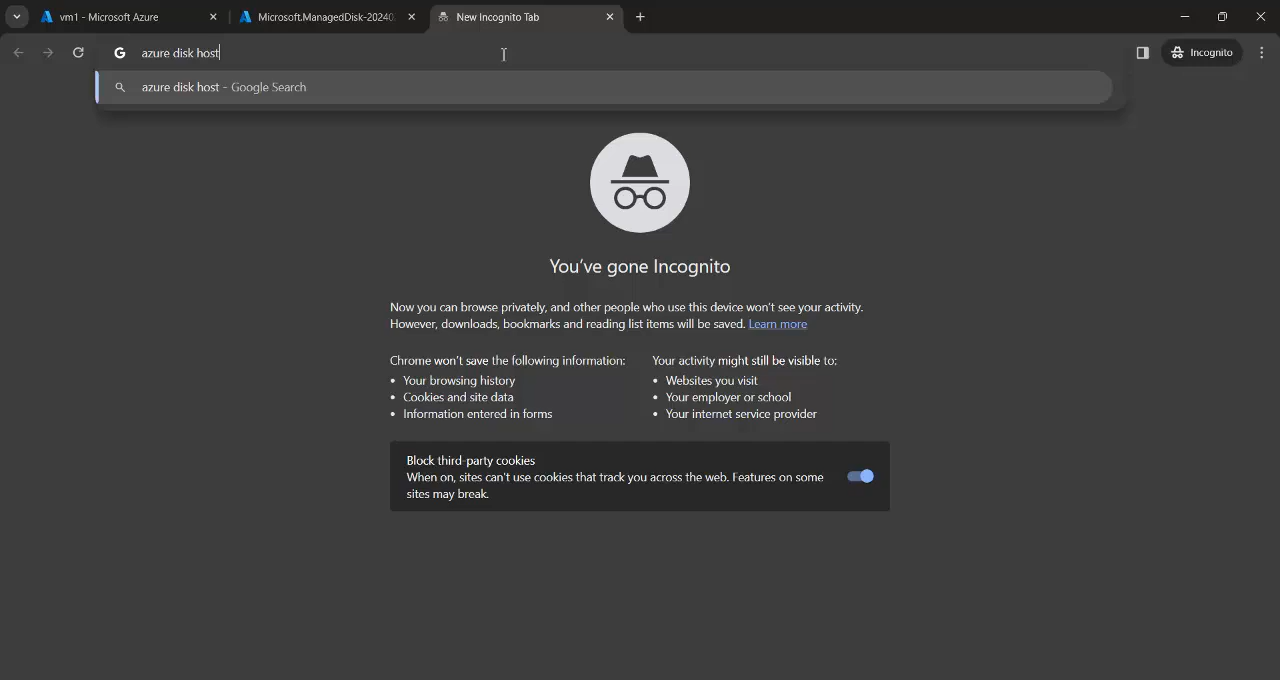 vm1 - Microsoft Azure
Microsoft.ManagedDisk-20240
New Incognito Tab
azure disk host
Incognito
azure disk host - Google Search
You've gone Incognito
Now you can browse privately, and other people who use this device won't see your activity.
However, downloads, bookmarks and reading list items will be saved. Learn more
Chrome won't save the following information:
Your activity might still be visible to:
• Your browsing history
• Websites you visit
• Cookies and site data
• Your employer or school
• Information entered in forms
• Your internet service provider
Block third-party cookies
When on, sites can't use cookies that track you across the web. Features on some
sites may break.